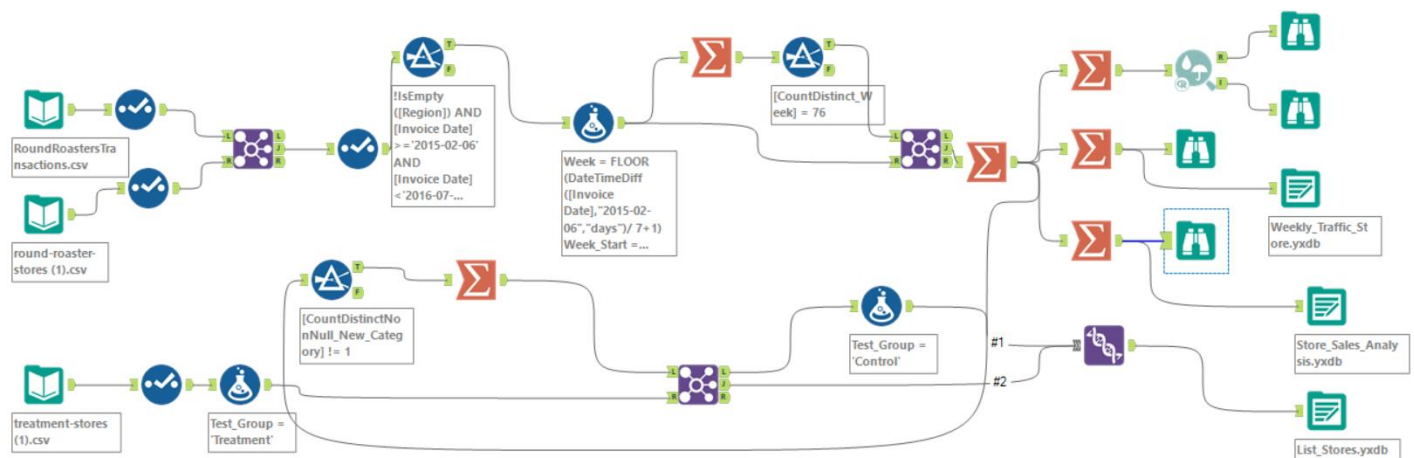 T
F
!IsEmpty
([Region]) AND
[Invoice Date]
>='2015-02-06'
AND
[Invoice Date]
<'2016-07-...
T
F
[CountDistinct_W
eek] = 76
R
I
L
R
L
J
R
RoundRoastersTra
nsactions.csv
round-roaster-
stores (1).csv
Week = FLOOR
(DateTimeDiff
([Invoice
Date],"2015-02-
06","days")/ 7+1)
Week_Start =...
L
R
L
J
R
Weekly_Traffic_St
ore.yxdb
T
F
[CountDistinctNo
nNull_New_Categ
ory] != 1
Test_Group =
'Control'
#1
#2
Store_Sales_Analy
sis.yxdb
L
R
L
J
R
treatment-stores
(1).csv
Test_Group =
'Treatment'
List_Stores.yxdb